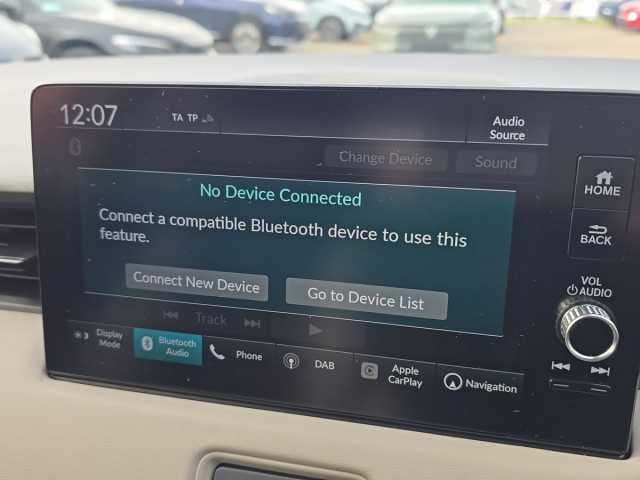 12:07
TA TP
Audio
Source
Change Device
Sound
No Device Connected
Connect a compatible Bluetooth device to use this
feature.
Connect New Device
Go to Device List
Track
Display
Mode
Bluetooth
Audio
Phone
DAB
Apple
CarPlay
Navigation
HOME
BACK
VOL
AUDIO